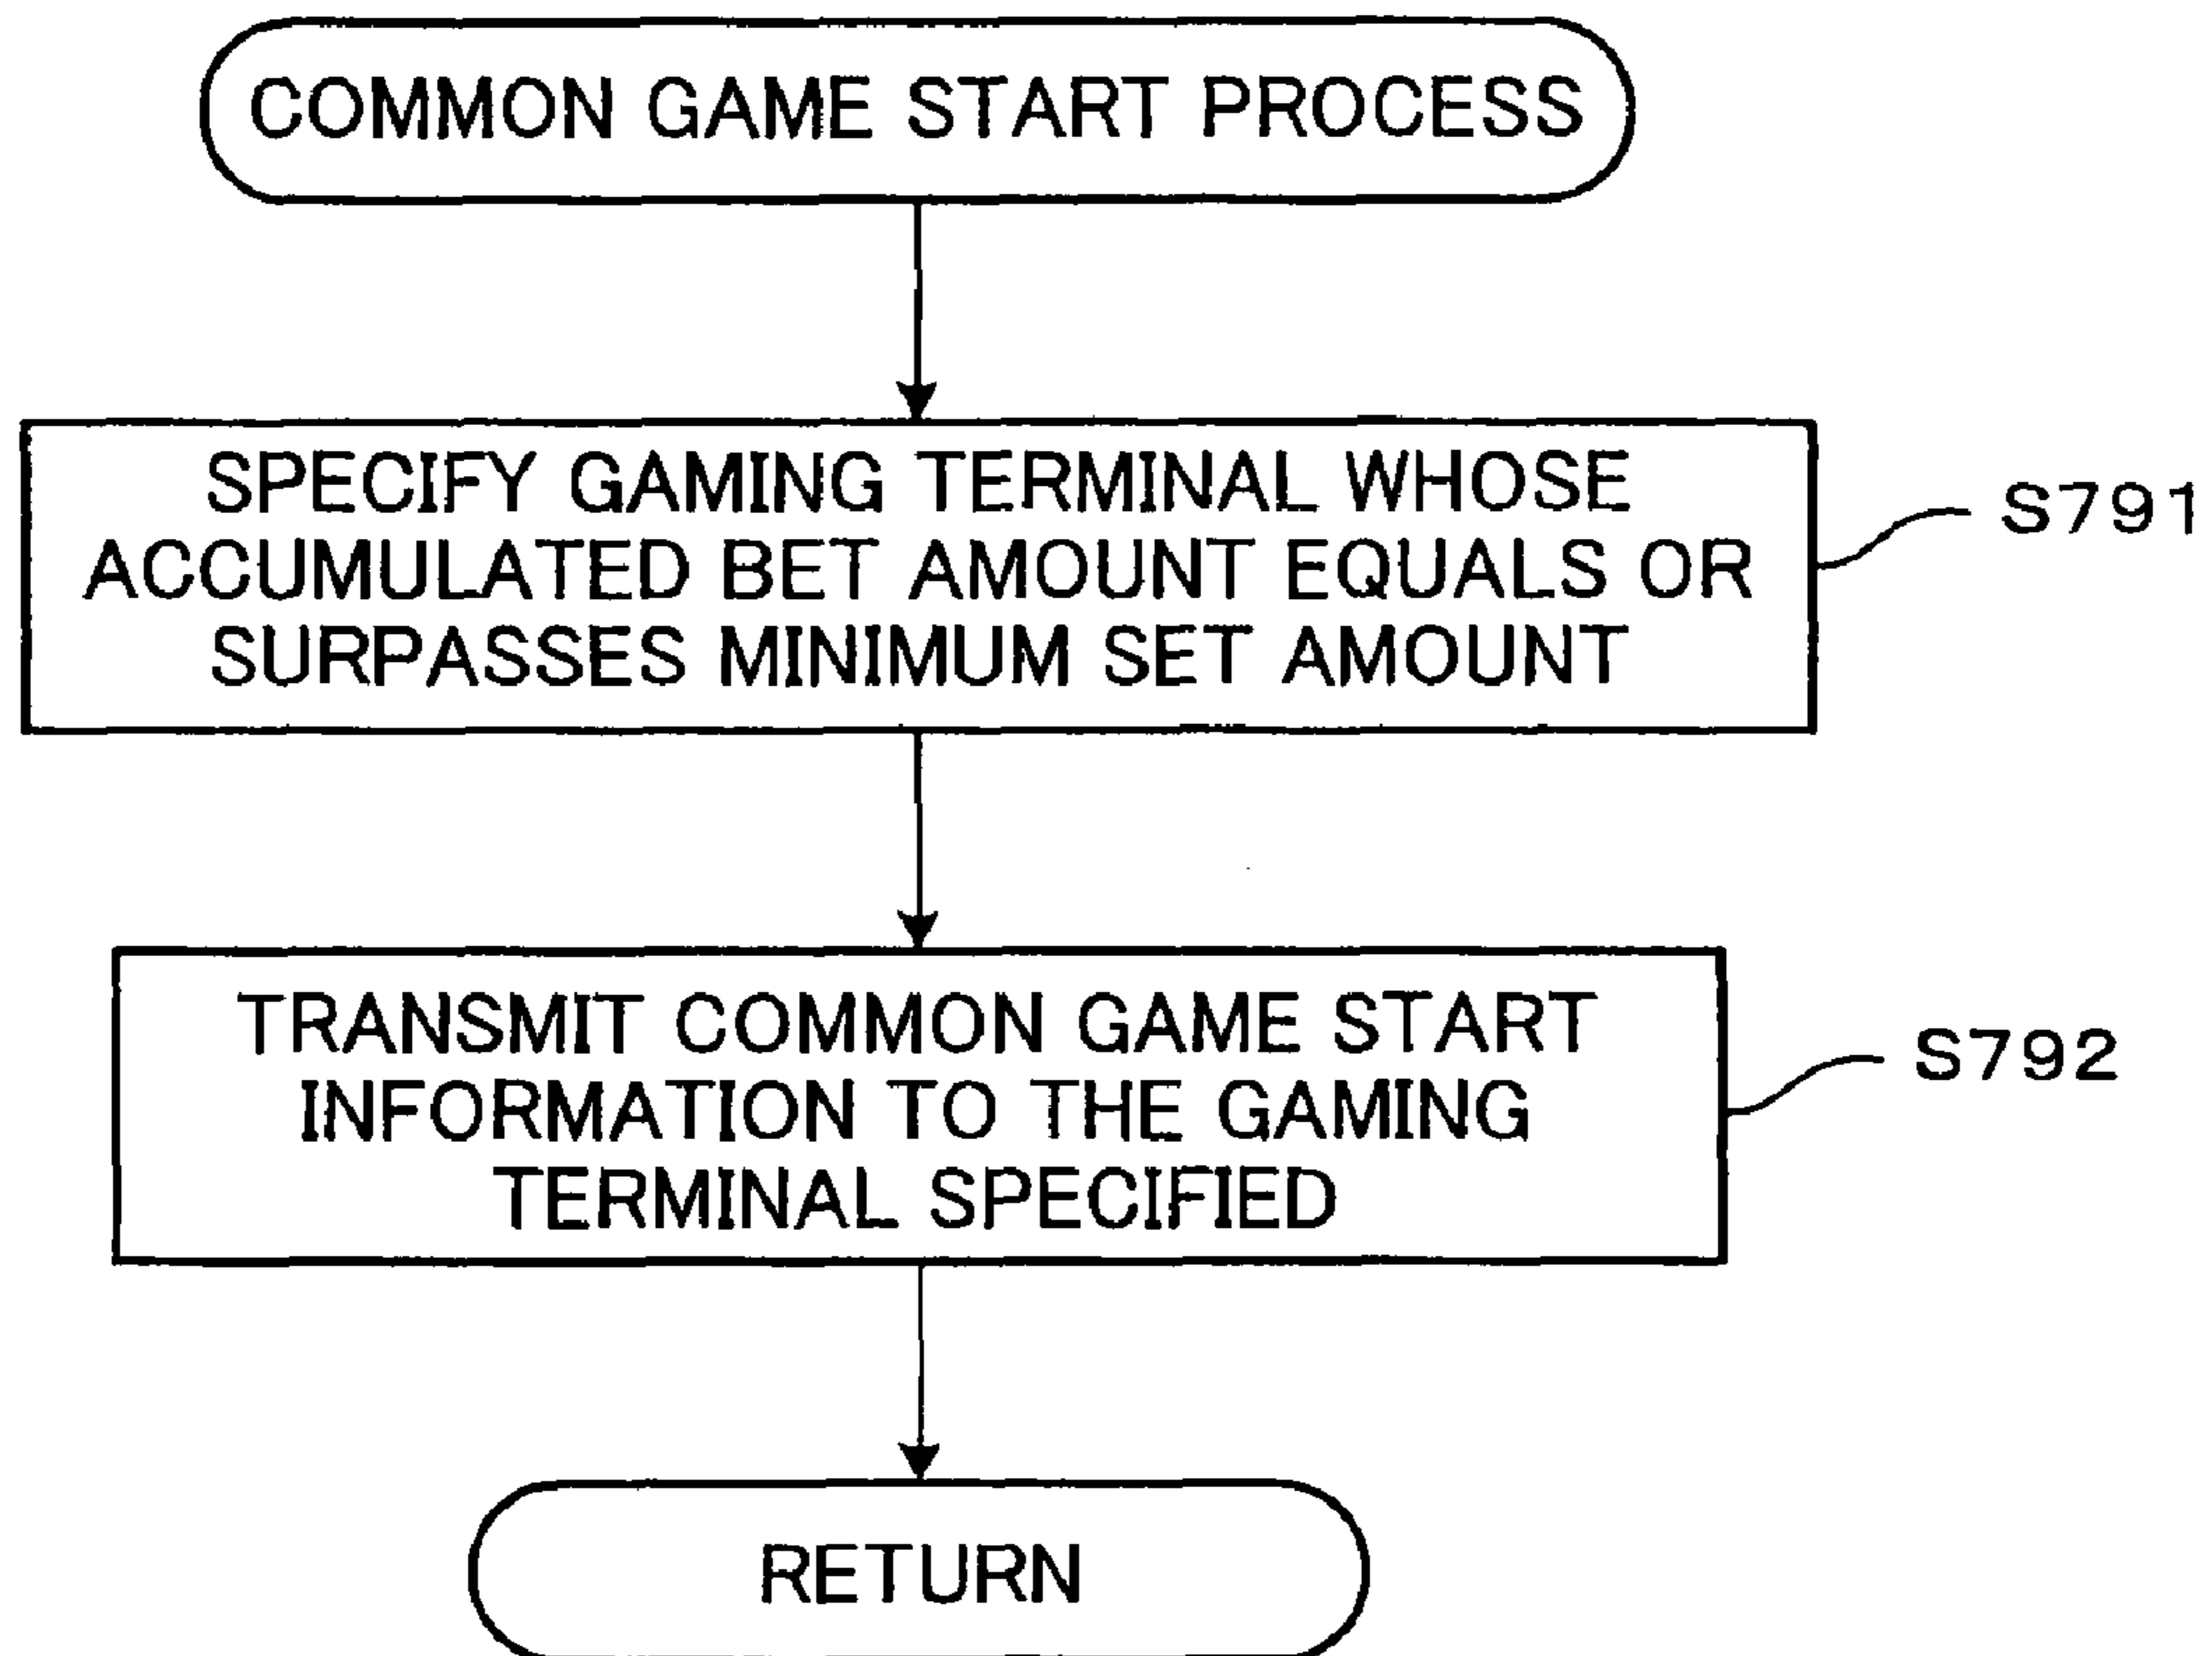 COMMON GAME START PROCESS
SPECIFY GAMING TERMINAL WHOSE
ACCUMULATED BET AMOUNT EQUALS OR
SURPASSES MINIMUM SET AMOUNT
S791
TRANSMIT COMMON GAME START
INFORMATION TO THE GAMING
TERMINAL SPECIFIED
S792
RETURN